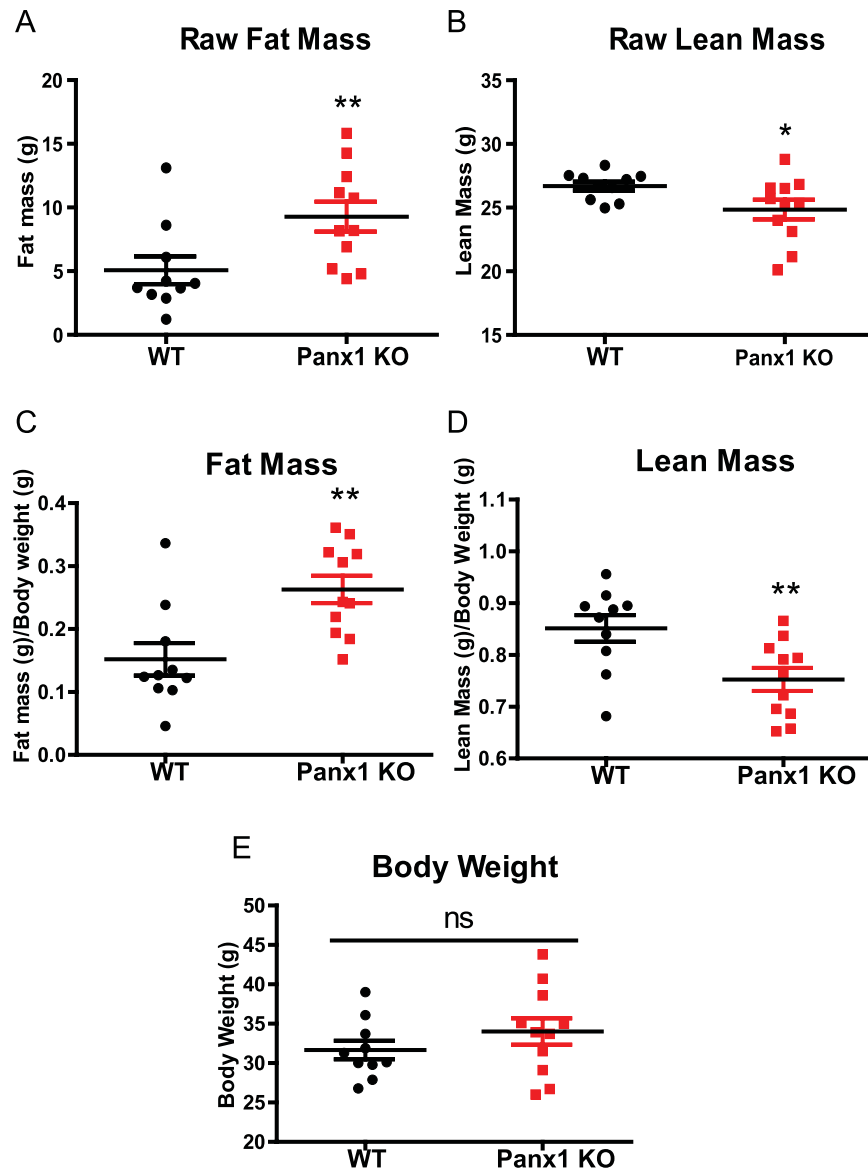 A
Raw Fat Mass
Fat mass (g)
20
15
10
5
0
**
WT
Panx1 KO
B
Raw Lean Mass
Lean Mass (g)
35
30
25
20
15
*
WT
Panx1 KO
C
Fat Mass
Fat mass (g)/Body weight (g)
0.4
0.3
0.2
0.1
0.0
**
WT
Panx1 KO
D
Lean Mass
Lean Mass (g)/Body Weight (g)
1.1
1.0
0.9
0.8
0.7
0.6
**
WT
Panx1 KO
E
Body Weight
Body Weight (g)
50
45
40
35
30
25
20
ns
WT
Panx1 KO